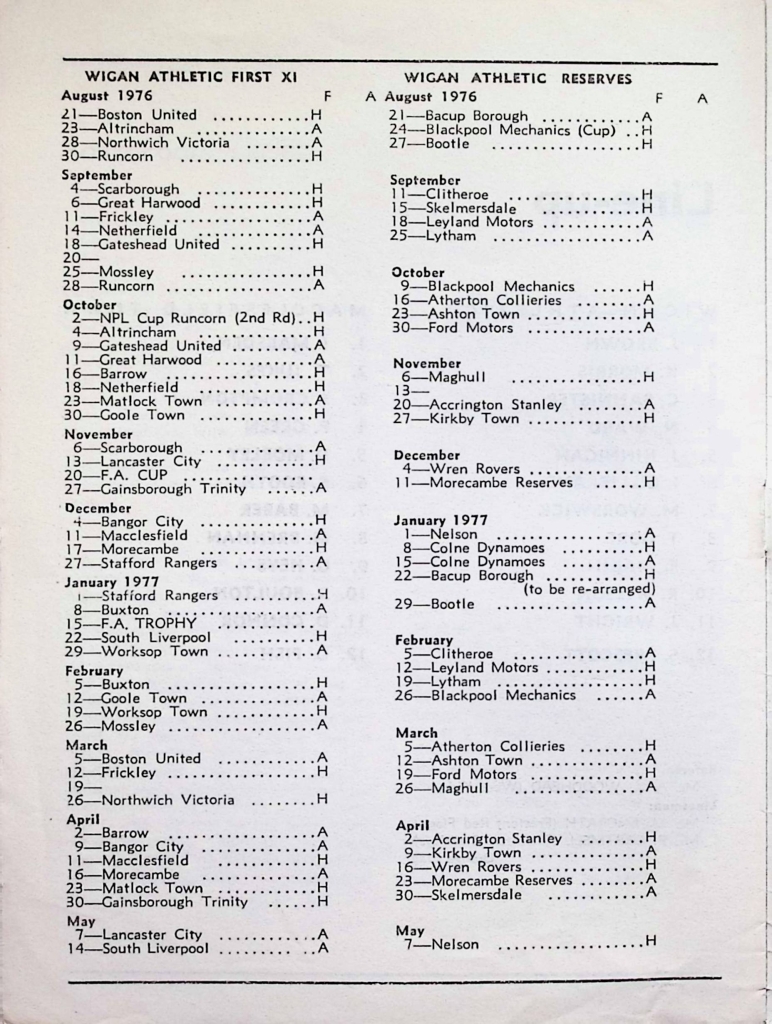 WIGAN ATHLETIC FIRST XI
August 1976 F A
21—Boston United ............H
23—Altrincham .............A
28—Northwich Victoria ........A
30—Runcorn ................H
September
4—Scarborough .............H
6—Great Harwood ............H
11—Frickley .................A
14—Netherfield ..............A
18—Gateshead United ..........H
20—
25—Mossley ................H
28—Runcorn .................A
October
2—NPL Cup Runcorn (2nd Rd)..H
4—Altrincham .............H
9—Gateshead United ..........A
11—Great Harwood ............A
16—Barrow .................H
18—Netherfield ..............H
23—Matlock Town ............A
30—Goole Town .............H
November
6—Scarborough .............A
13—Lancaster City ............H
20—F.A. CUP ...............
27—Gainsborough Trinity ......A
December
4—Bangor City .............H
11—Macclesfield .............A
17—Morecambe .............H
27—Stafford Rangers ..........A
January 1977
1—Stafford Rangers ..........H
8—Buxton .................A
15—F.A. TROPHY ............
22—South Liverpool ..........H
29—Worksop Town ............A
February
5—Buxton .................H
12—Goole Town .............A
19—Worksop Town ............H
26—Mossley .................A
March
5—Boston United ............A
12—Frickley .................H
19—
26—Northwich Victoria ........H
April
2—Barrow .................A
9—Bangor City .............A
11—Macclesfield .............H
16—Morecambe .............A
23—Matlock Town ............H
30—Gainsborough Trinity ......H
May
7—Lancaster City ............A
14—South Liverpool ..........A
WIGAN ATHLETIC RESERVES
August 1976 F A
21—Bacup Borough ............A
24—Blackpool Mechanics (Cup) ..H
27—Bootle ..................H
September
11—Clitheroe ................H
15—Skelmersdale .............H
18—Leyland Motors ............A
25—Lytham ..................A
October
9—Blackpool Mechanics ......H
16—Atherton Collieries ........A
23—Ashton Town .............H
30—Ford Motors .............A
November
6—Maghull ................H
13—
20—Accrington Stanley ........A
27—Kirkby Town .............H
December
4—Wren Rovers .............A
11—Morecambe Reserves ........H
January 1977
1—Nelson ..................A
8—Colne Dynamoes ..........H
15—Colne Dynamoes ..........A
22—Bacup Borough ............H
(to be re-arranged)
29—Bootle ..................A
February
5—Clitheroe ................A
12—Leyland Motors ............H
19—Lytham ..................H
26—Blackpool Mechanics ......A
March
5—Atherton Collieries ........H
12—Ashton Town .............A
19—Ford Motors .............H
26—Maghull ................A
April
2—Accrington Stanley ........H
9—Kirkby Town .............A
16—Wren Rovers .............H
23—Morecambe Reserves ........A
30—Skelmersdale .............A
May
7—Nelson ..................H